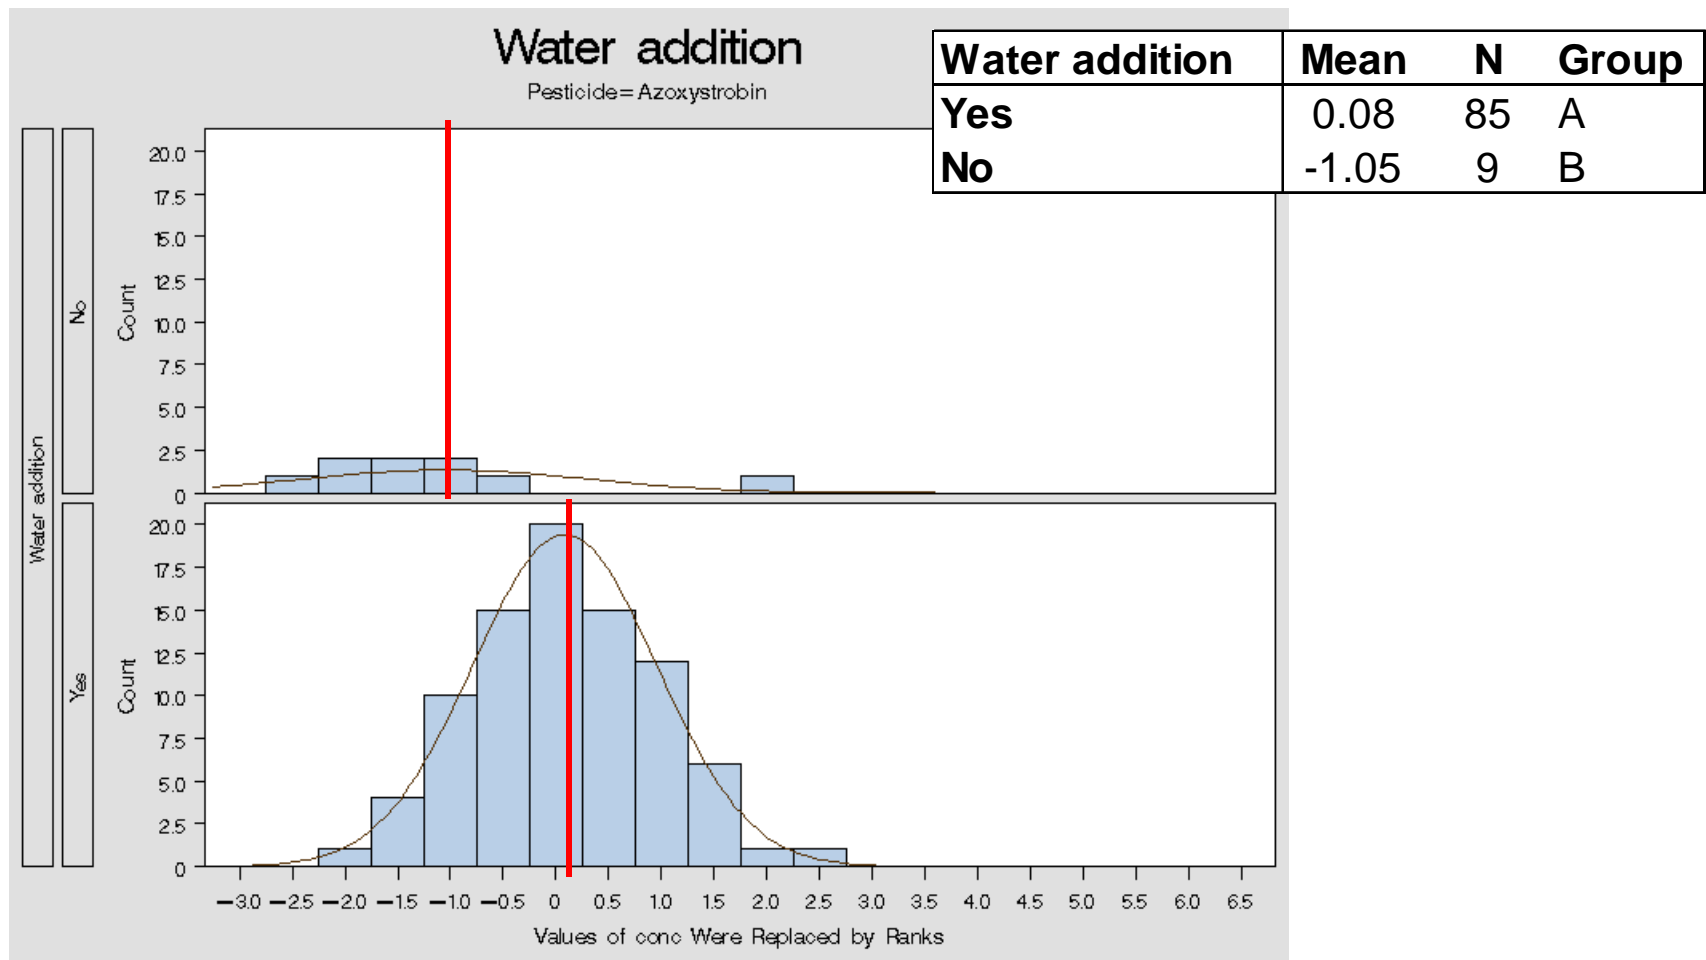 Water addition
Pesticide=Azoxystrobin
Water addition Mean N Group
Yes 0.08 85 A
No -1.05 9 B
Water addition
No
Count
20.0
17.5
15.0
12.5
10.0
7.5
5.0
2.5
0
Yes
Count
20.0
17.5
15.0
12.5
10.0
7.5
5.0
2.5
0
−3.0 −2.5 −2.0 −1.5 −1.0 −0.5 0 0.5 1.0 1.5 2.0 2.5 3.0 3.5 4.0 4.5 5.0 5.5 6.0 6.5
Values of conc Were Replaced by Ranks